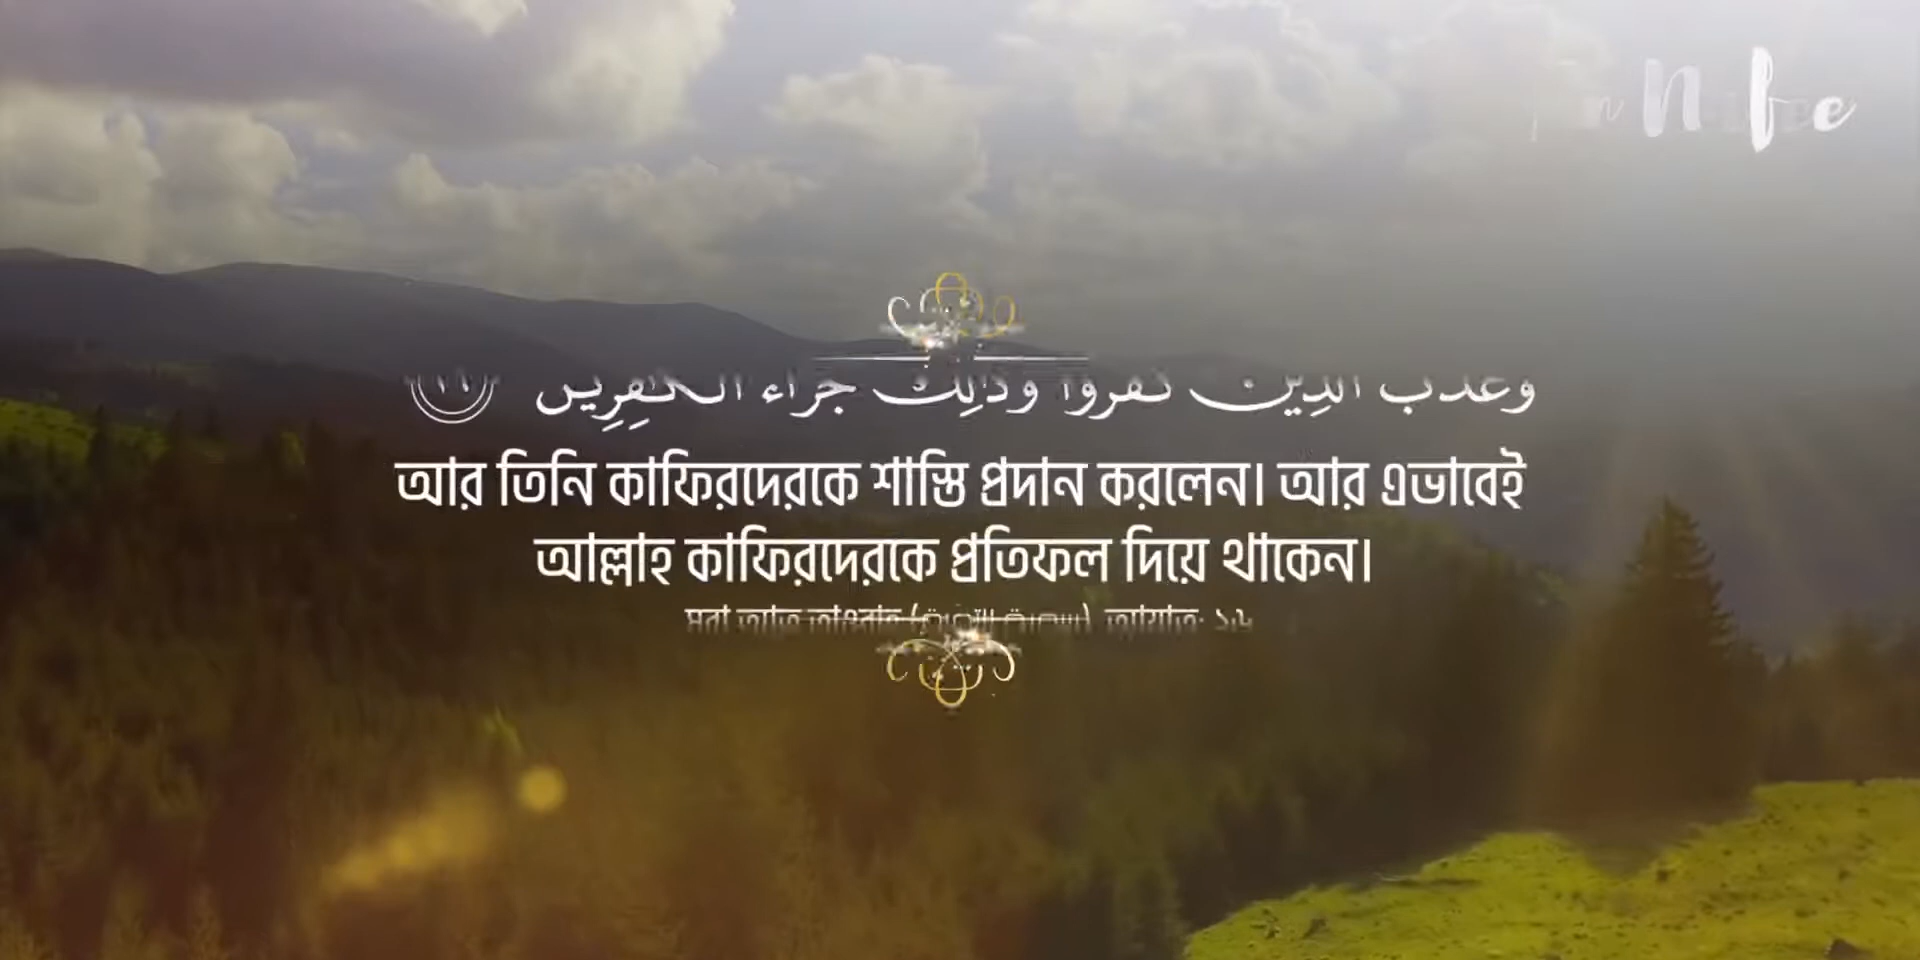 وعذب الذين كفروا وذلك جزاء الكفرين
আর তিনি কাফিরদেরকে শাস্তি প্রদান করলেন। আর এভাবেই
আল্লাহ কাফিরদেরকে প্রতিফল দিয়ে থাকেন।